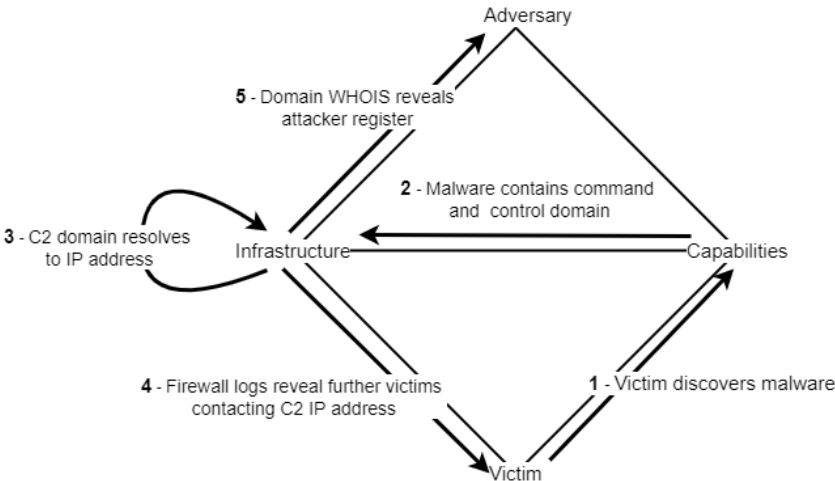 Adversary
5 - Domain WHOIS reveals
attacker register
2 - Malware contains command
and control domain
3 - C2 domain resolves
to IP address
Infrastructure
Capabilities
4 - Firewall logs reveal further victims
contacting C2 IP address
1 - Victim discovers malware
Victim